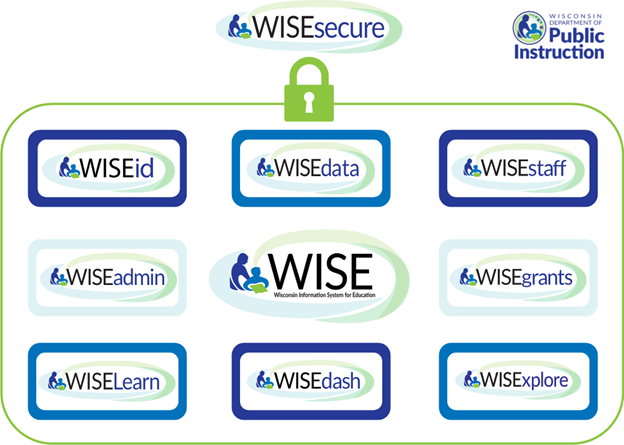 WISEsecure
WISCONSIN
DEPARTMENT OF
Public
Instruction
WISEid
WISEdata
WISEstaff
WISEadmin
WISE
Wisconsin Information System for Education
WISEgrants
WISELearn
WISEdash
WISExplore